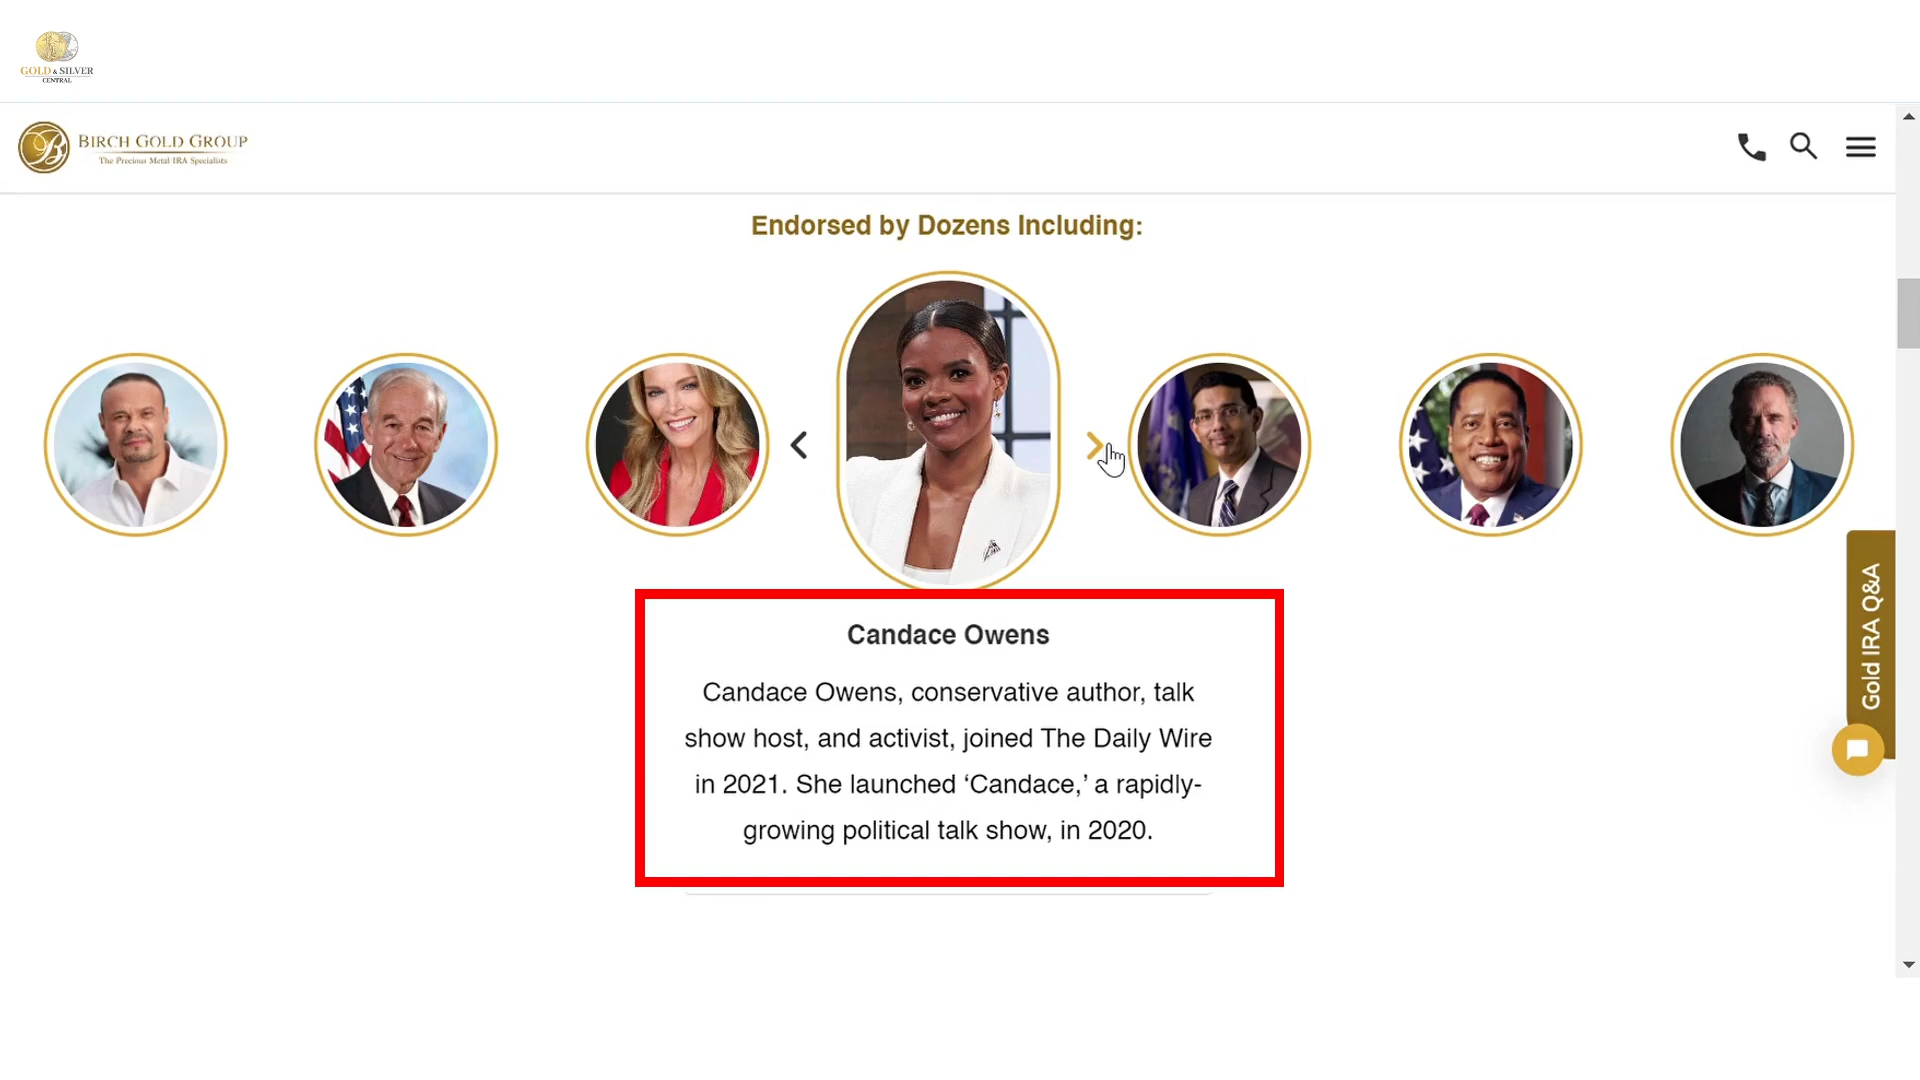 GOLD & SILVER
CENTRAL
BIRCH GOLD GROUP
The Precious Metal IRA Specialists
Endorsed by Dozens Including:
Candace Owens
Candace Owens, conservative author, talk
show host, and activist, joined The Daily Wire
in 2021. She launched ‘Candace,’ a rapidly-
growing political talk show, in 2020.
Gold IRA Q&A